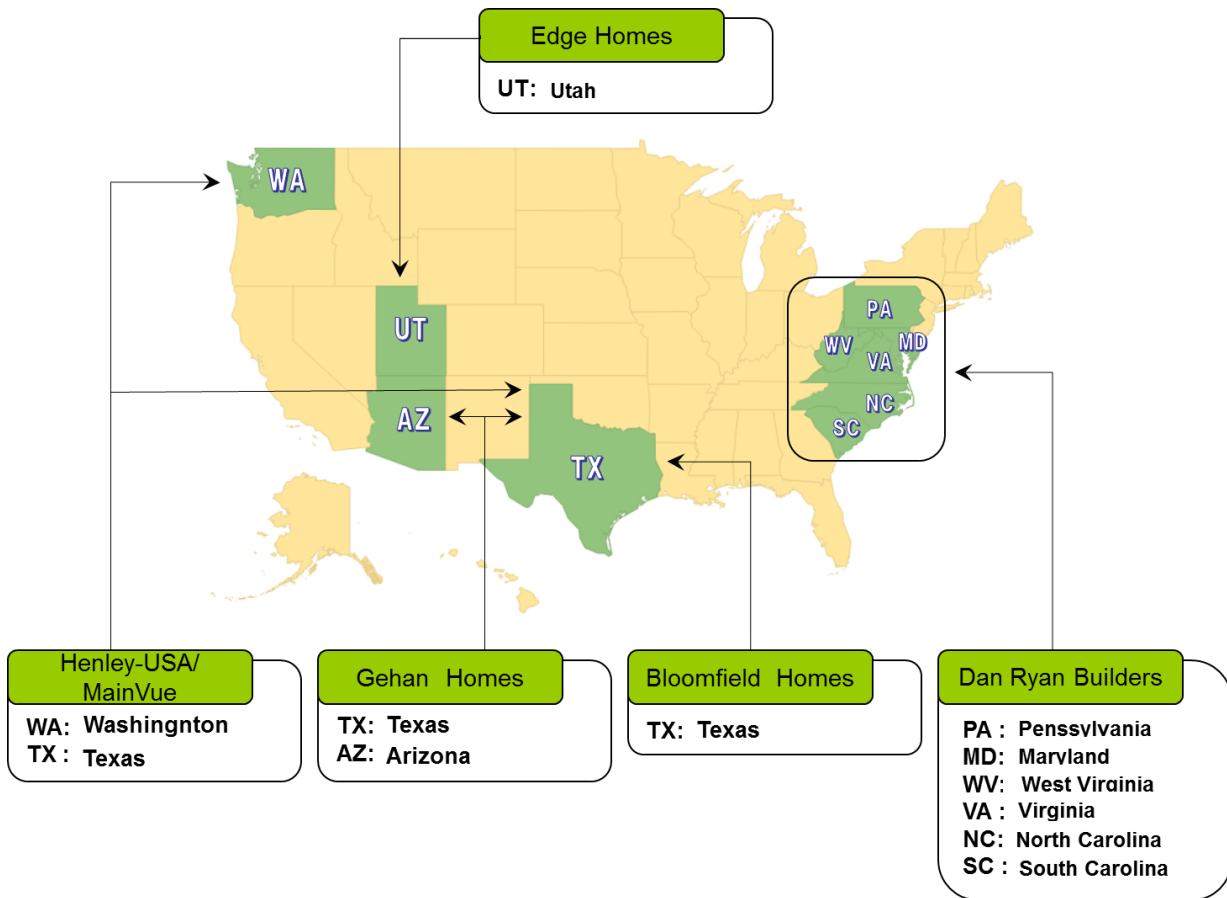 Edge Homes
UT: Utah
WA
UT
AZ
TX
PA
WV
MD
VA
NC
SC
Henley-USA/
MainVue
WA: Washingnton
TX : Texas
Gehan Homes
TX: Texas
AZ: Arizona
Bloomfield Homes
TX: Texas
Dan Ryan Builders
PA : Penssylvania
MD: Maryland
WV: West Virginia
VA : Virginia
NC: North Carolina
SC : South Carolina